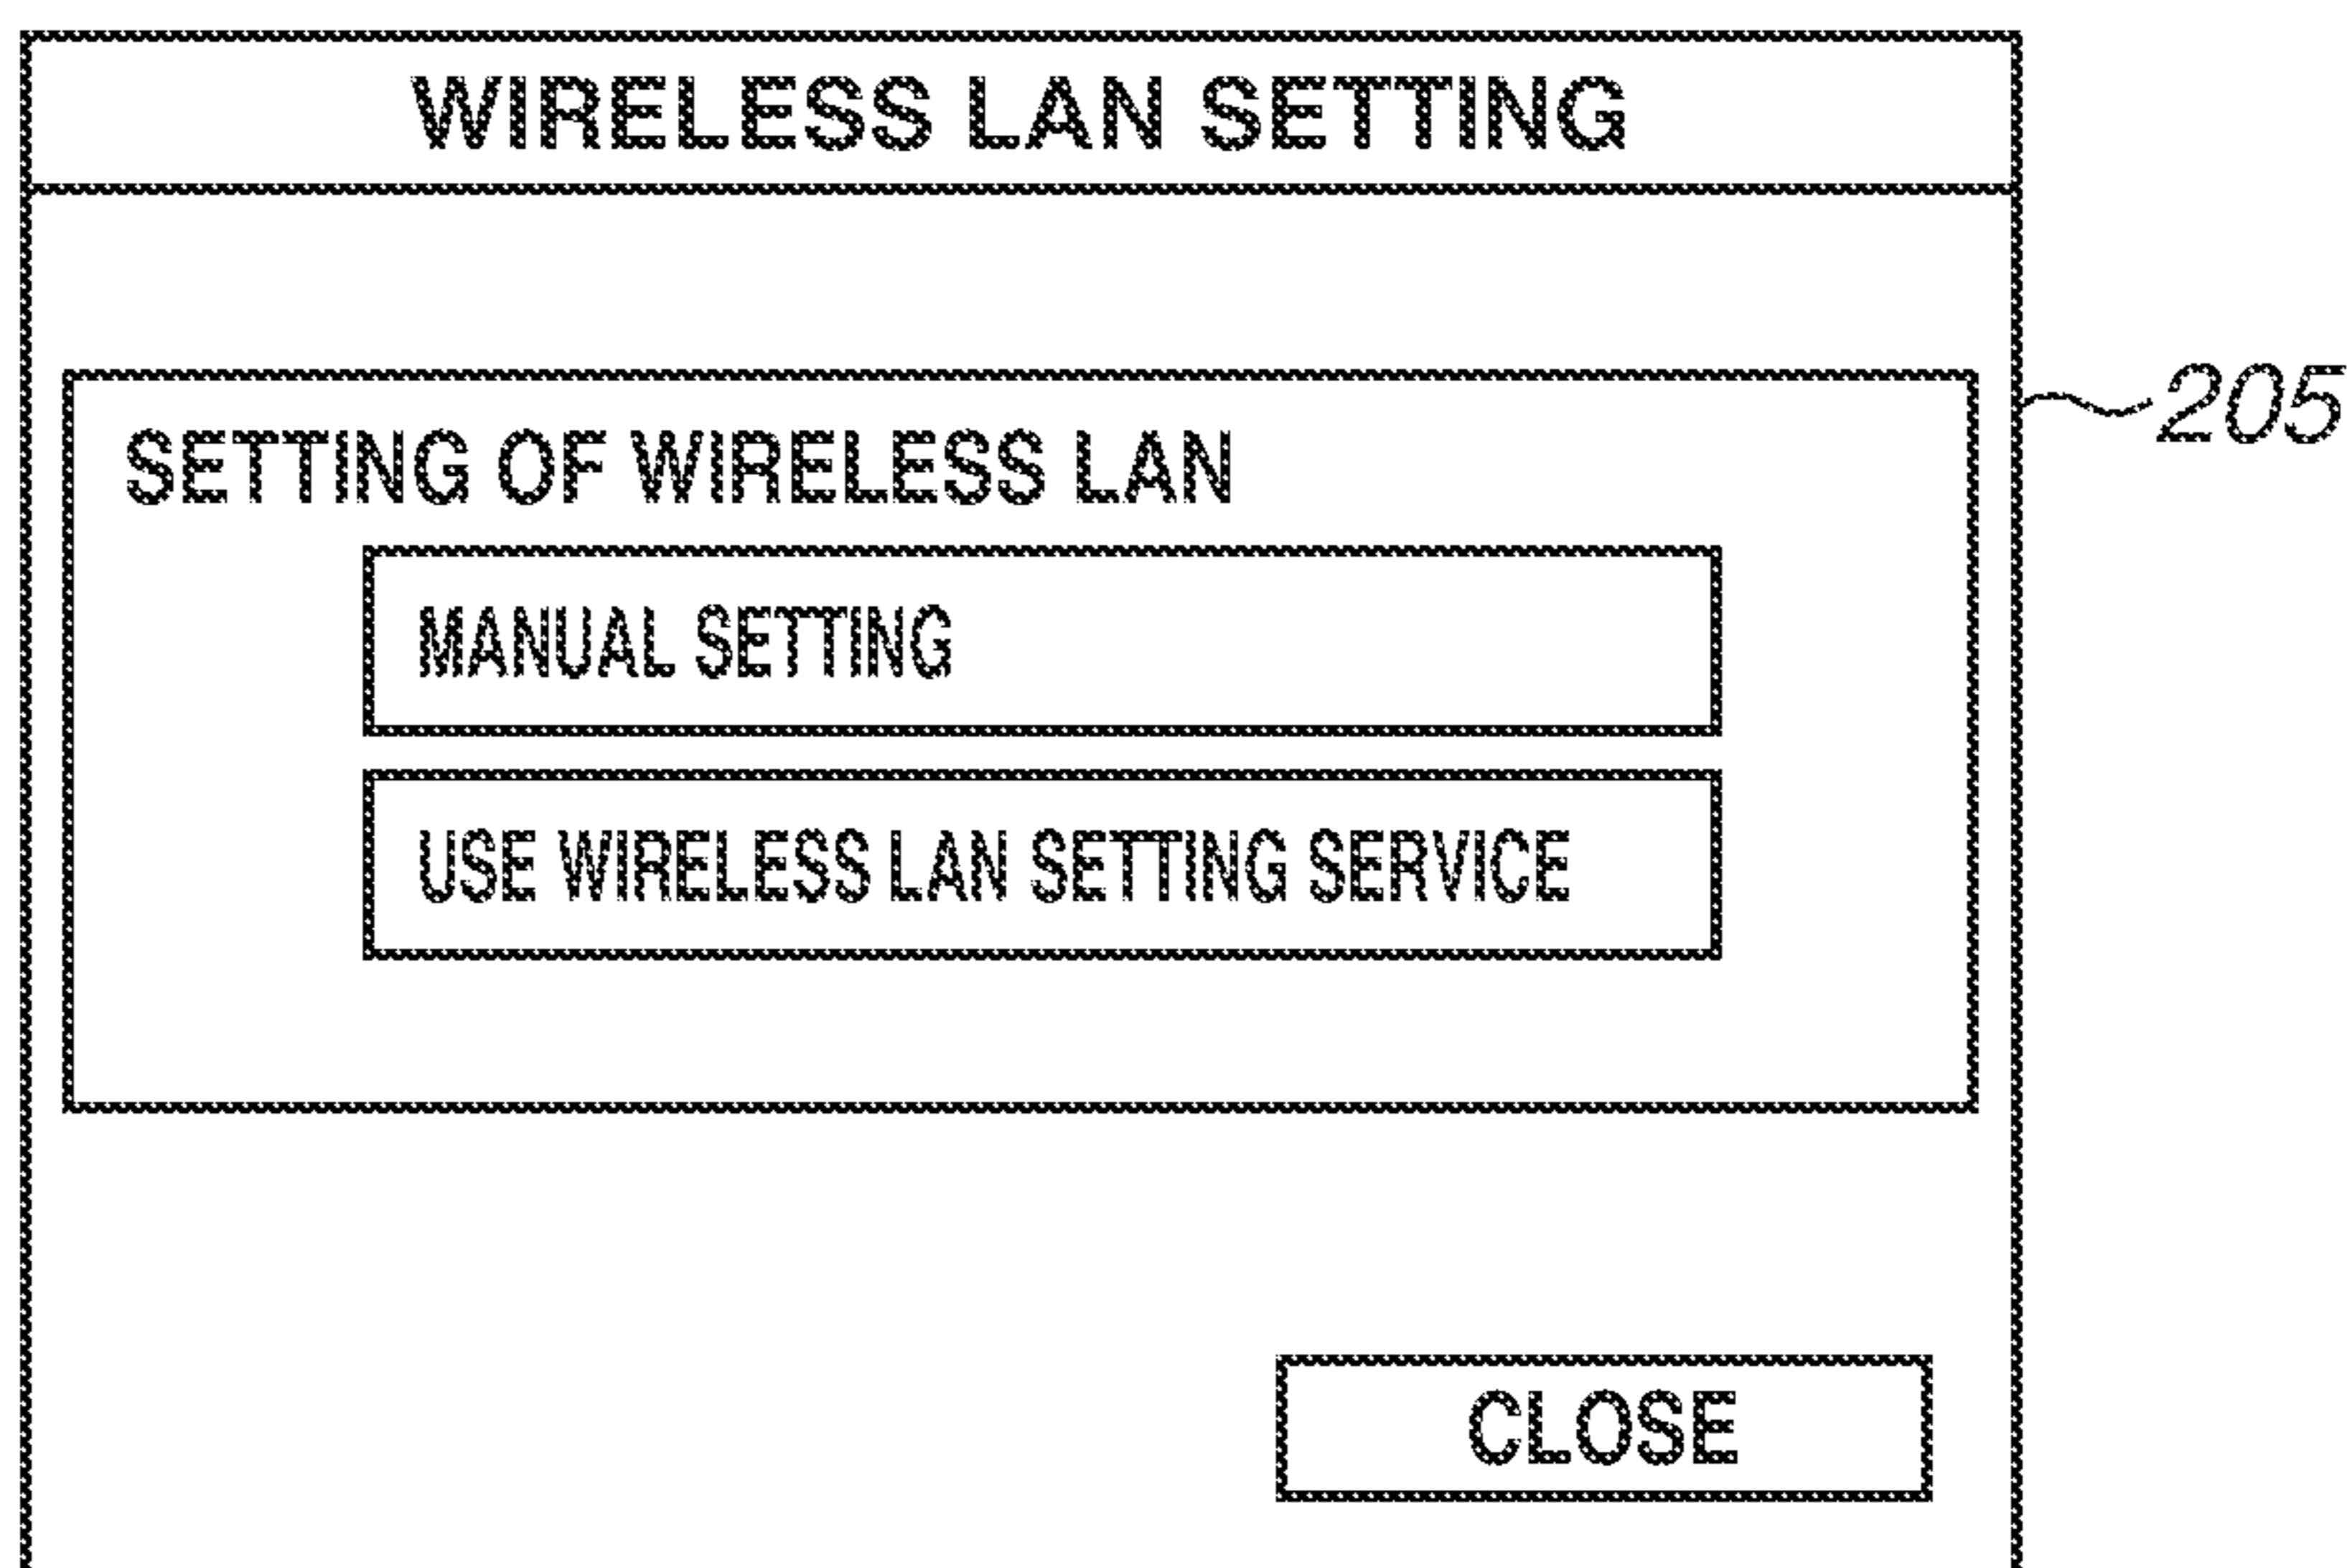 WIRELESS LAN SETTING
205
SETTING OF WIRELESS LAN
MANUAL SETTING
USE WIRELESS LAN SETTING SERVICE
CLOSE